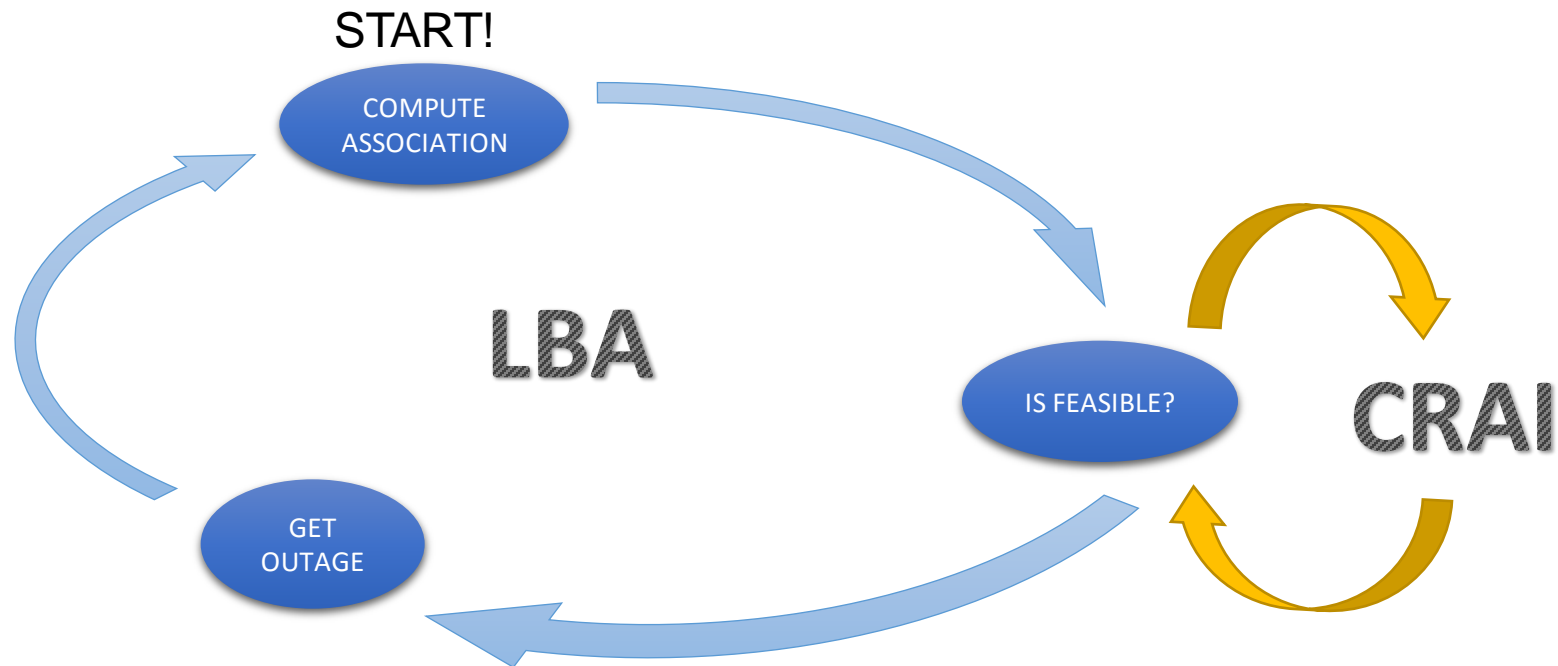 START!
COMPUTE
ASSOCIATION
LBA
IS FEASIBLE?
CRAI
GET
OUTAGE